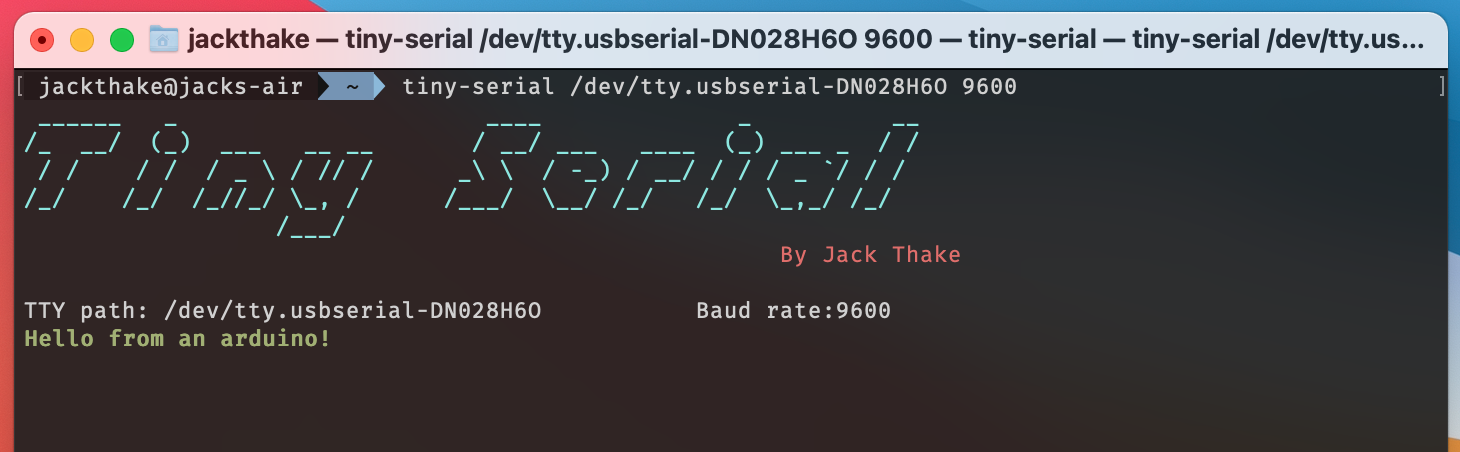 jackthake — tiny-serial /dev/tty.usbserial-DN028H6O 9600 — tiny-serial — tiny-serial /dev/tty.us...
[ jackthake@jacks-air ~ tiny-serial /dev/tty.usbserial-DN028H6O 9600 ]
Tiny Serial
By Jack Thake
TTY path: /dev/tty.usbserial-DN028H6O Baud rate:9600
Hello from an arduino!